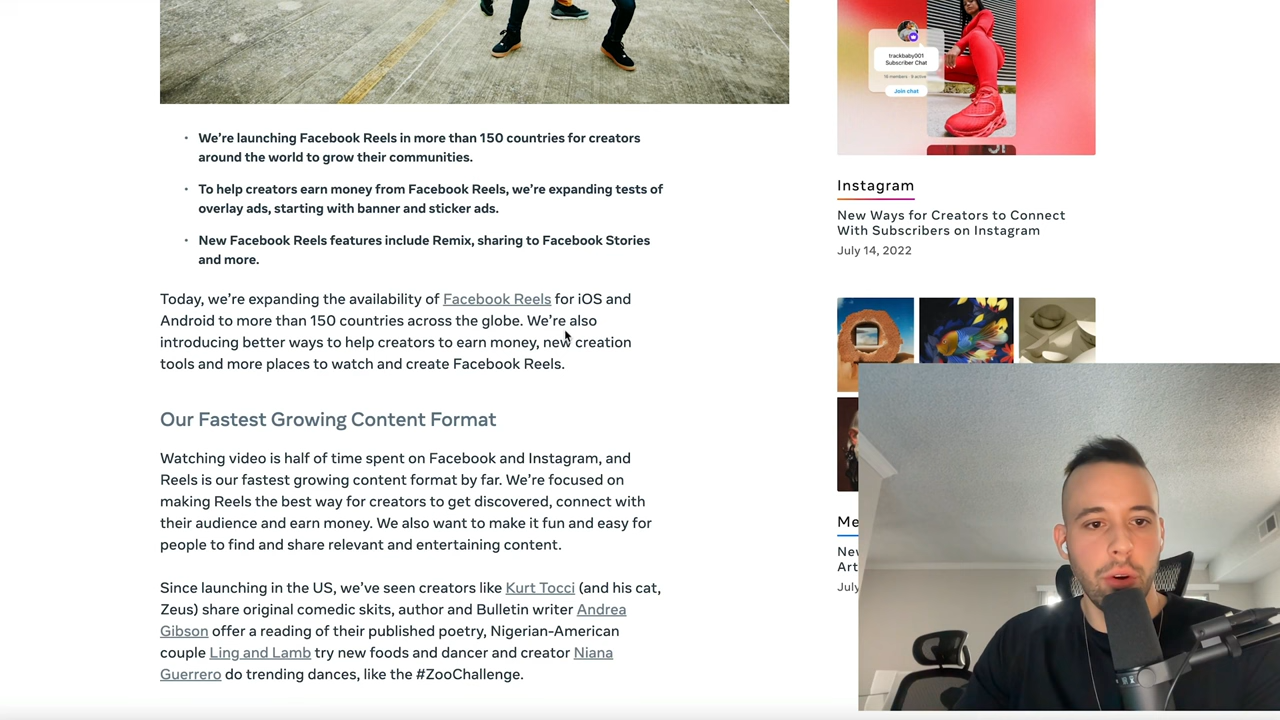 We're launching Facebook Reels in more than 150 countries for creators
around the world to grow their communities.
To help creators earn money from Facebook Reels, we're expanding tests of
overlay ads, starting with banner and sticker ads.
New Facebook Reels features include Remix, sharing to Facebook Stories
and more.
Today, we're expanding the availability of Facebook Reels for iOS and
Android to more than 150 countries across the globe. We're also
introducing better ways to help creators to earn money, new creation
tools and more places to watch and create Facebook Reels.
Our Fastest Growing Content Format
Watching video is half of time spent on Facebook and Instagram, and
Reels is our fastest growing content format by far. We're focused on
making Reels the best way for creators to get discovered, connect with
their audience and earn money. We also want to make it fun and easy for
people to find and share relevant and entertaining content.
Since launching in the US, we've seen creators like Kurt Tocci (and his cat,
Zeus) share original comedic skits, author and Bulletin writer Andrea
Gibson offer a reading of their published poetry, Nigerian-American
couple Ling and Lamb try new foods and dancer and creator Niana
Guerrero do trending dances, like the #ZooChallenge.
trackbaby001
Subscriber Chat
Join chat
Instagram
New Ways for Creators to Connect
With Subscribers on Instagram
July 14, 2022
Me
Ne
Art
July